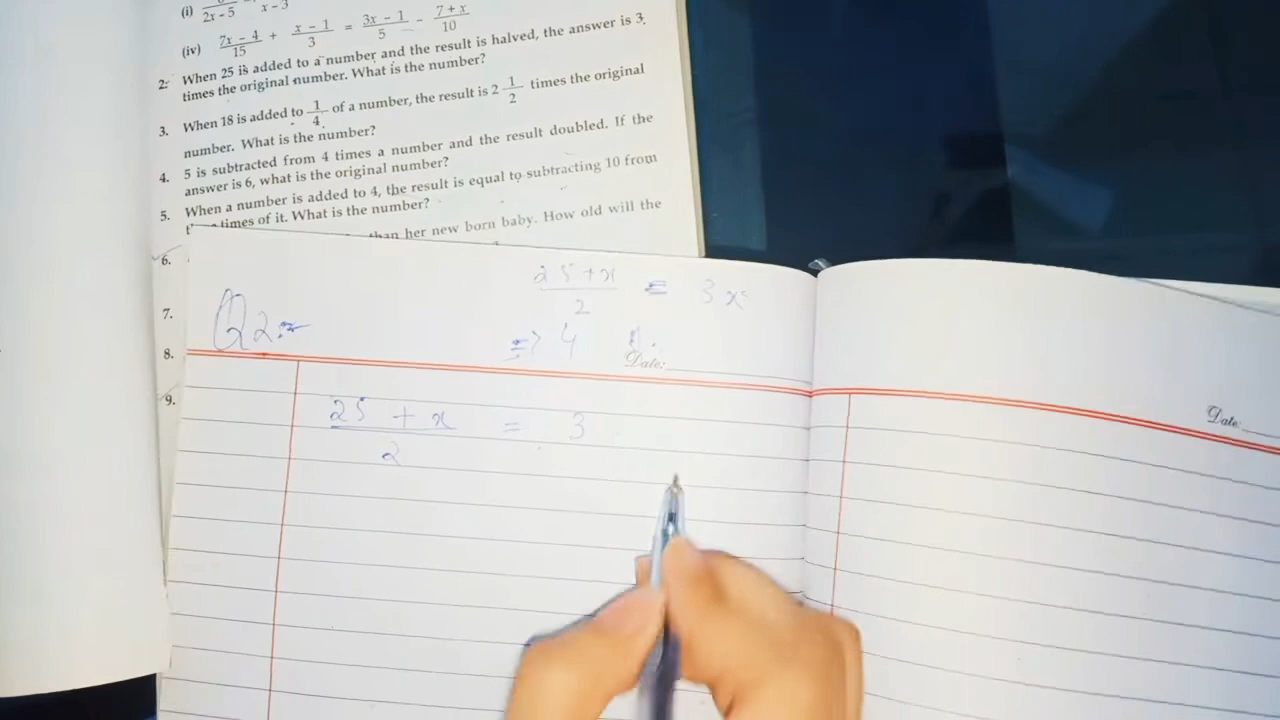 (i) 2x-5 x-3
(iv) 7x-4/15 + x-1/3 = 3x-1/5 - 7+x/10
2. When 25 is added to a number and the result is halved, the answer is 3.
times the original number. What is the number?
3. When 18 is added to 1/4 of a number, the result is 2 1/2 times the original
number. What is the number?
4. 5 is subtracted from 4 times a number and the result doubled. If the
answer is 6, what is the original number?
5. When a number is added to 4, the result is equal to subtracting 10 from
times of it. What is the number?
6. than her new born baby. How old will the
7.
8.
9.
25+x/2 = 3x
Q2:-
=> 4
Date:
25 + x/2 = 3
Date: